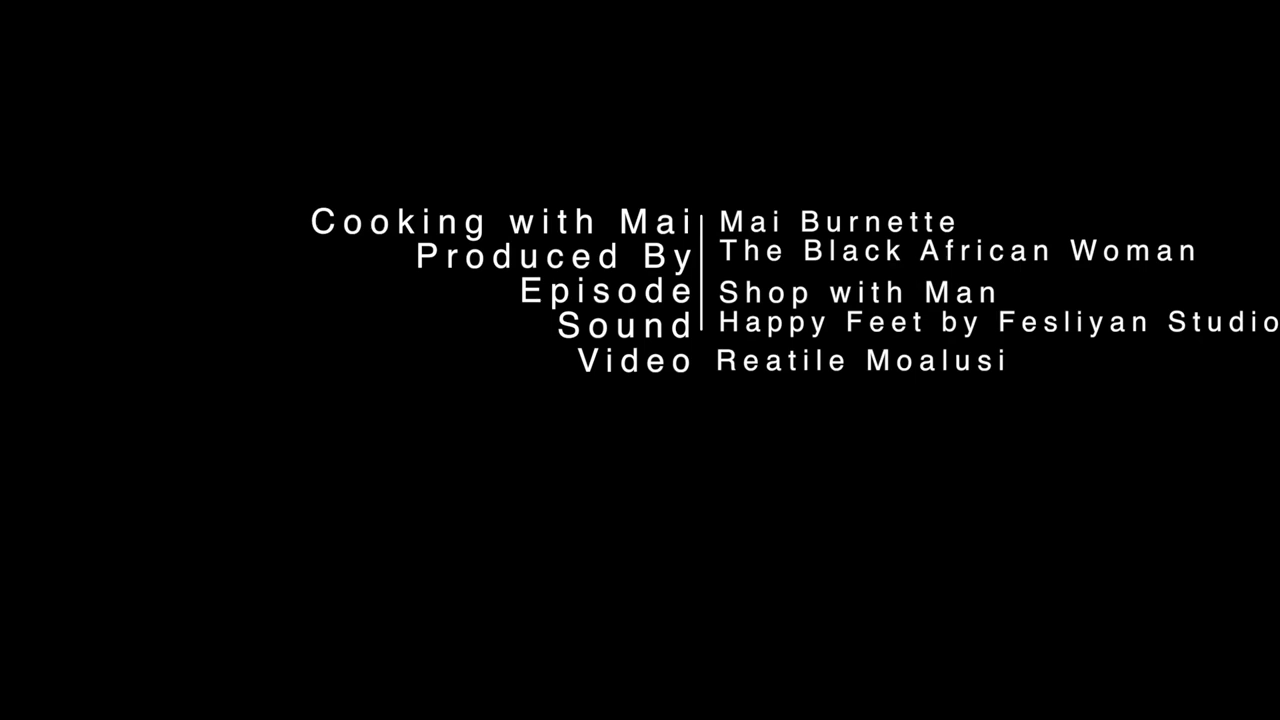 Cooking with Mai Mai Burnette
Produced By The Black African Woman
Episode Shop with Man
Sound Happy Feet by Fesliyan Studio
Video Reatile Moalusi